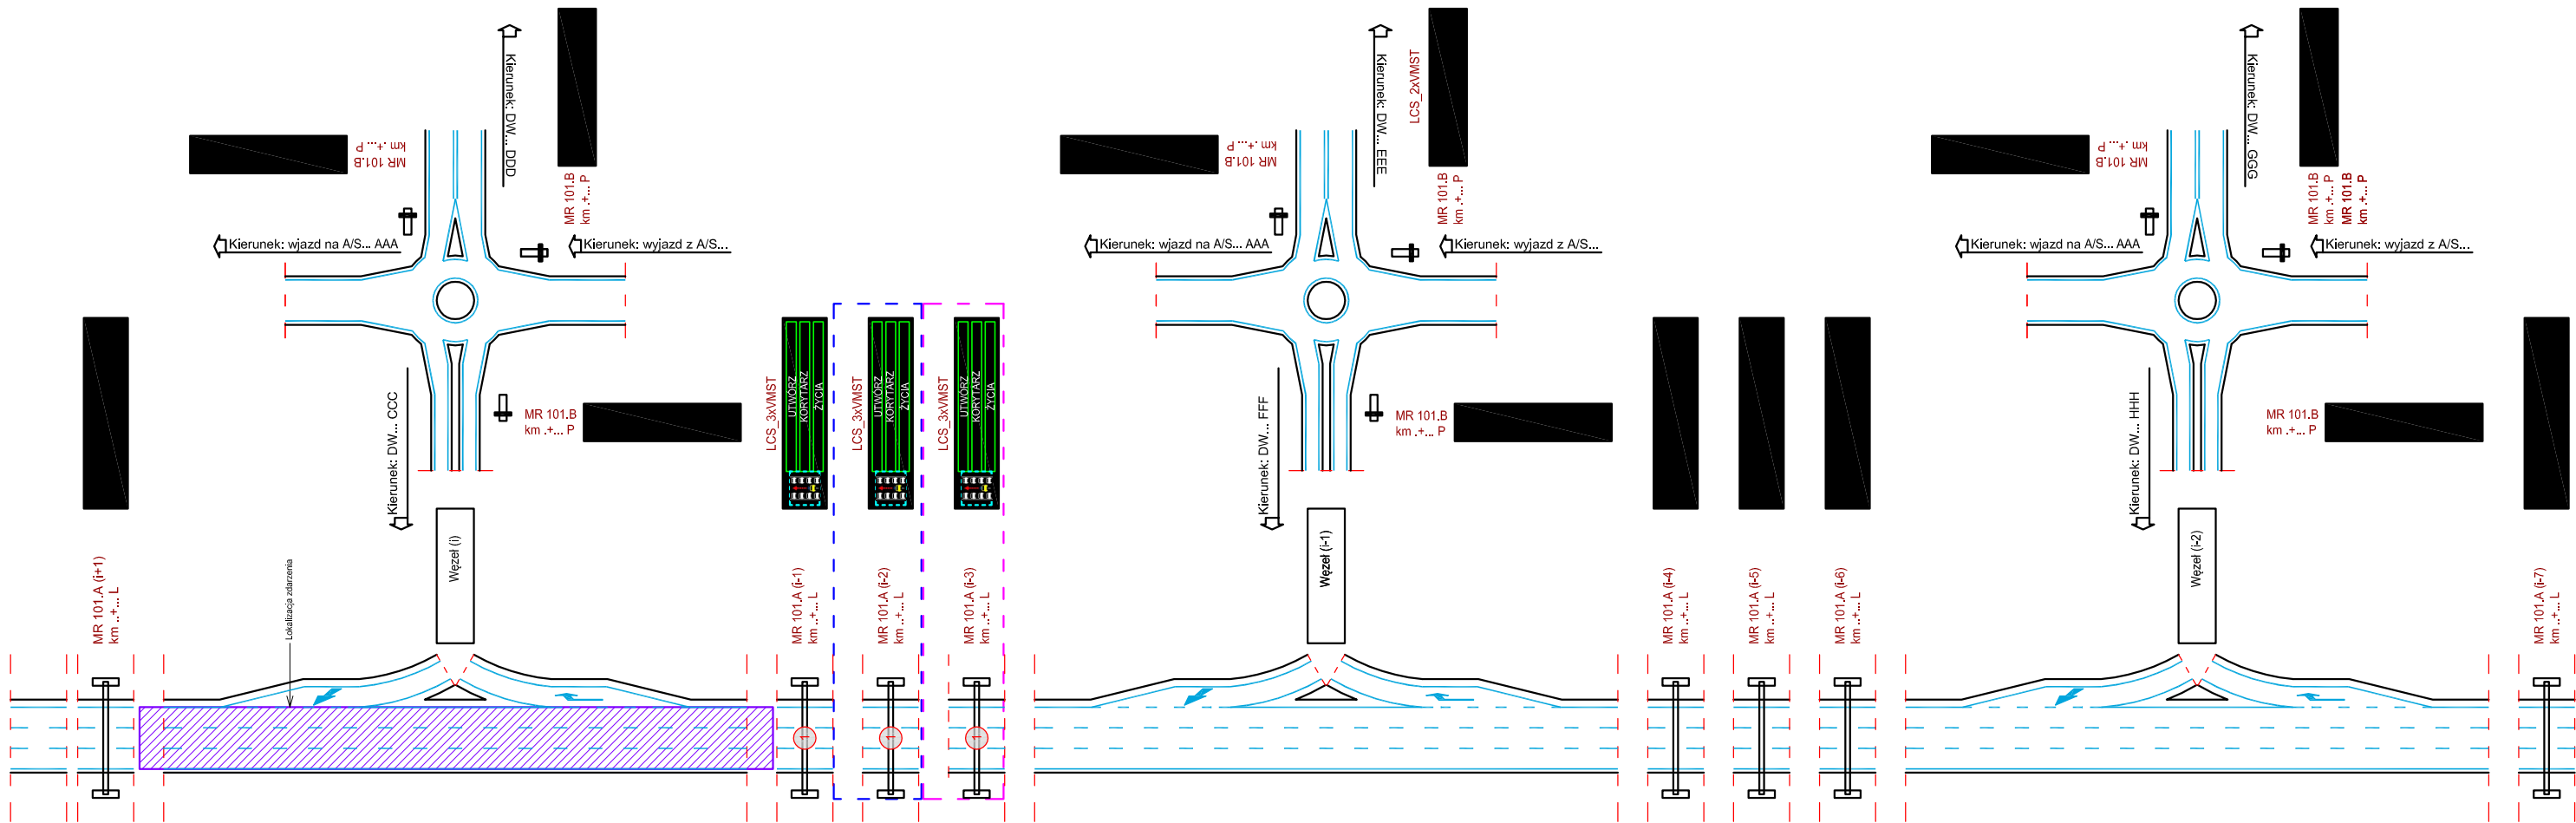 Kierunek: DW... DDD
MR 101.B
km .+... P
MR 101.B
km .+... P
Kierunek: wjazd na A/S... AAA
Kierunek: wyjazd z A/S...
Kierunek: DW... CCC
MR 101.B
km .+... P
Węzeł (i)
Lokalizacja zdarzenia
MR 101.A (i+1)
km ..+... L
LCS_3xVMST
UTWÓRZ
KORYTARZ
ŻYCIA
MR 101.A (i-1)
km ..+... L
1
LCS_3xVMST
UTWÓRZ
KORYTARZ
ŻYCIA
MR 101.A (i-2)
km ..+... L
1
LCS_3xVMST
UTWÓRZ
KORYTARZ
ŻYCIA
MR 101.A (i-3)
km ..+... L
1
Kierunek: DW... EEE
LCS_2xVMST
MR 101.B
km .+... P
MR 101.B
km .+... P
Kierunek: wjazd na A/S... AAA
Kierunek: wyjazd z A/S...
Kierunek: DW... FFF
MR 101.B
km .+... P
Węzeł (i-1)
MR 101.A (i-4)
km ..+... L
MR 101.A (i-5)
km ..+... L
MR 101.A (i-6)
km ..+... L
Kierunek: DW... GGG
MR 101.B
km .+... P
MR 101.B
km .+... P
MR 101.B
km .+... P
Kierunek: wjazd na A/S... AAA
Kierunek: wyjazd z A/S...
Kierunek: DW... HHH
MR 101.B
km .+... P
Węzeł (i-2)
MR 101.A (i-7)
km ..+... L